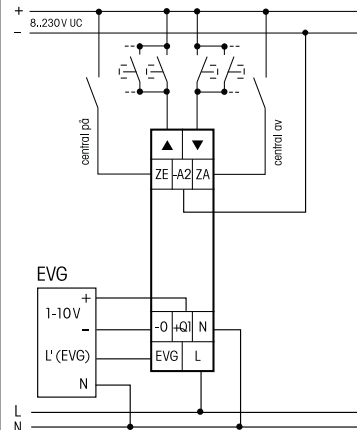 +
8..230V UC
−
central på
central av
▲ ▼
ZE -A2 ZA
EVG
+
1-10V
−
L' (EVG)
N
-0 +Q1 N
EVG L
L
N